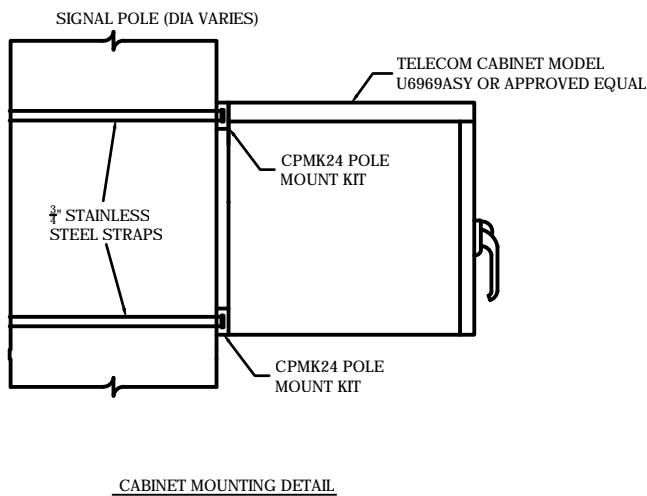 SIGNAL POLE (DIA VARIES)
TELECOM CABINET MODEL
U6969ASY OR APPROVED EQUAL
CPMK24 POLE
MOUNT KIT
3/4" STAINLESS
STEEL STRAPS
CPMK24 POLE
MOUNT KIT
CABINET MOUNTING DETAIL